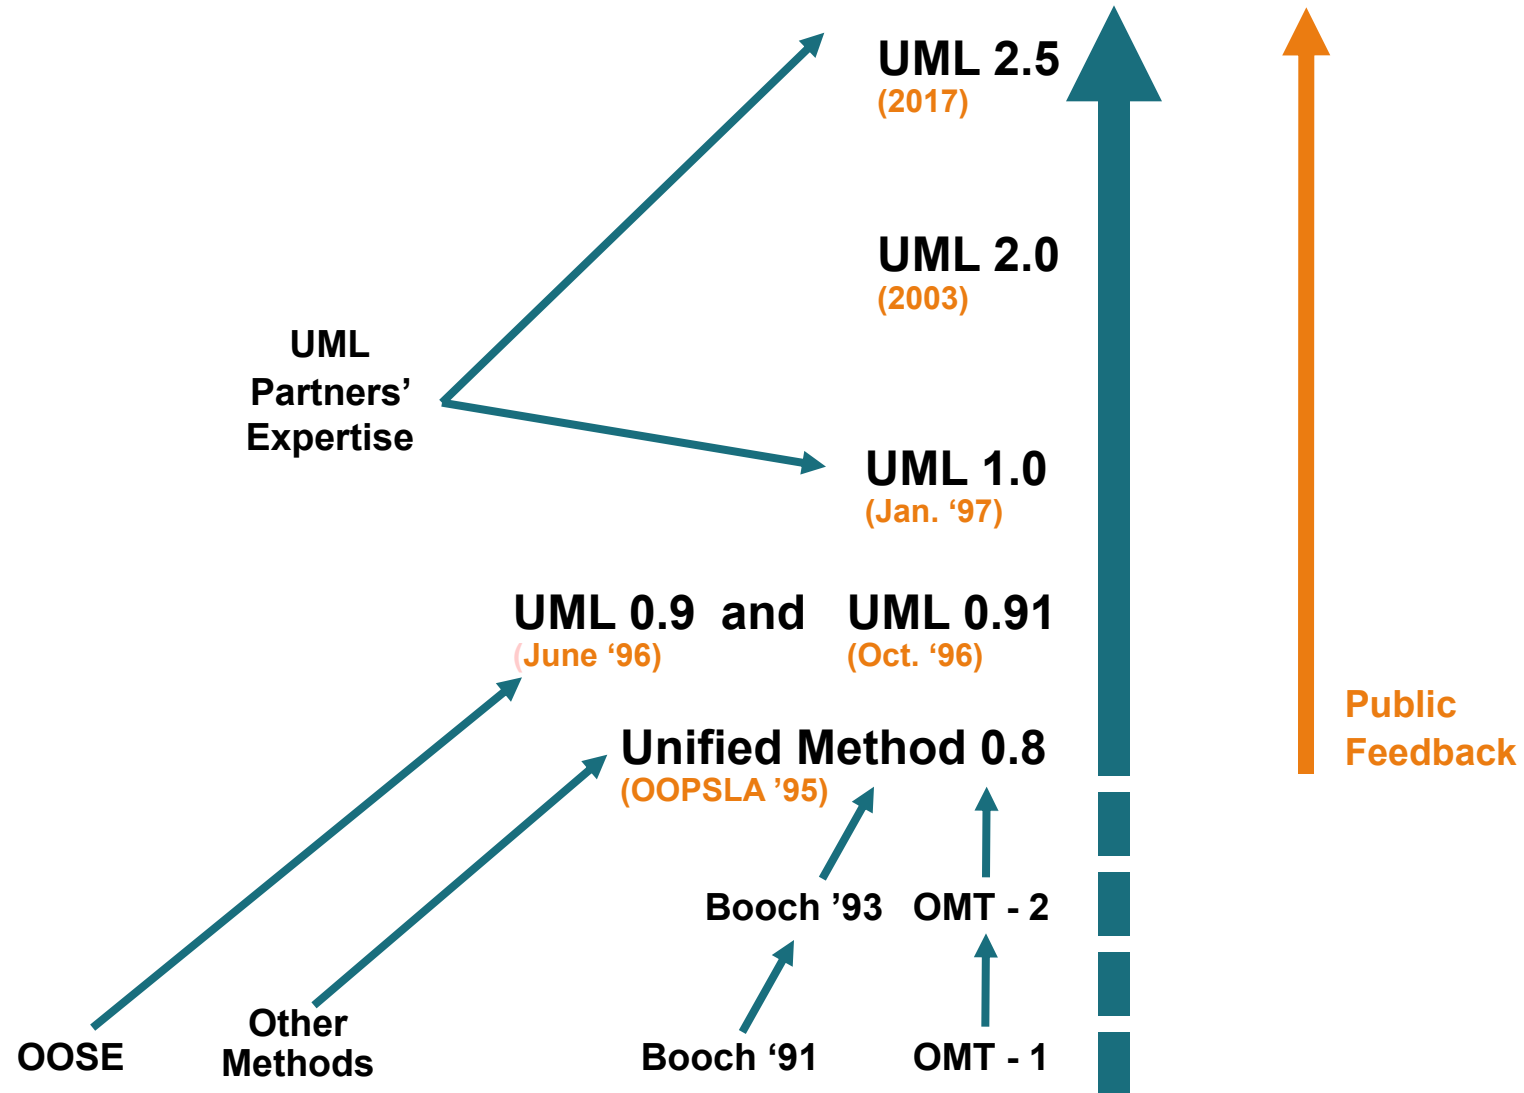 UML 2.5
(2017)
UML 2.0
(2003)
UML
Partners’
Expertise
UML 1.0
(Jan. ‘97)
UML 0.9 and UML 0.91
(June ‘96) (Oct. ‘96)
Unified Method 0.8
(OOPSLA ’95)
Public
Feedback
Booch ’93 OMT - 2
Other
Methods
OOSE
Booch ‘91 OMT - 1